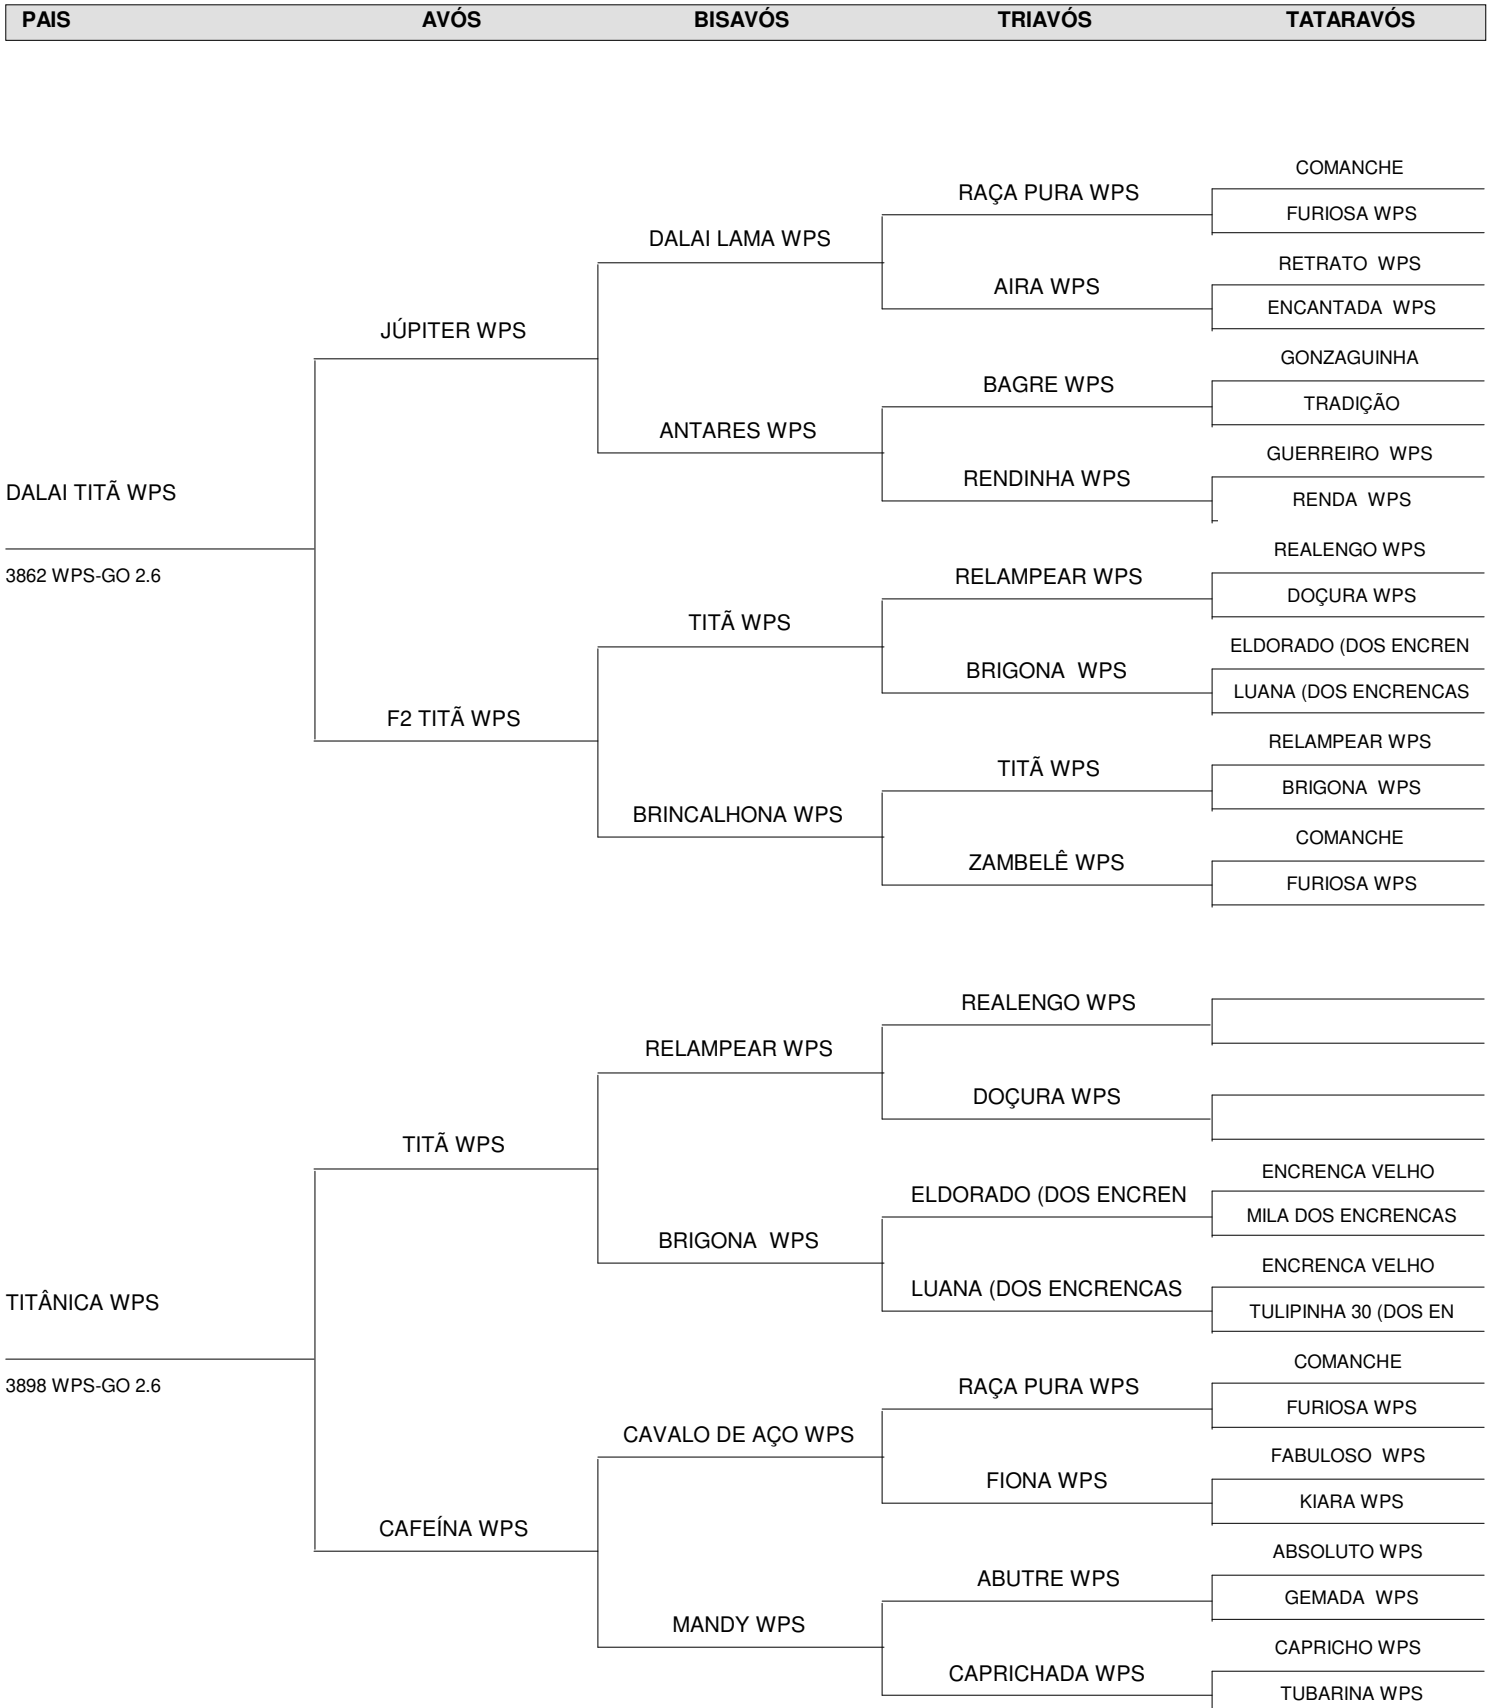 PAIS AVÓS BISAVÓS TRIAVÓS TATARAVÓS
COMANCHE
RAÇA PURA WPS
FURIOSA WPS
DALAI LAMA WPS
RETRATO WPS
AIRA WPS
ENCANTADA WPS
JÚPITER WPS
GONZAGUINHA
BAGRE WPS
TRADIÇÃO
ANTARES WPS
GUERREIRO WPS
RENDINHA WPS
DALAI TITÃ WPS
RENDA WPS
REALENGO WPS
3862 WPS-GO 2.6
RELAMPEAR WPS
DOÇURA WPS
TITÃ WPS
ELDORADO (DOS ENCREN
BRIGONA WPS
LUANA (DOS ENCRENCAS
F2 TITÃ WPS
RELAMPEAR WPS
TITÃ WPS
BRIGONA WPS
BRINCALHONA WPS
COMANCHE
ZAMBELÊ WPS
FURIOSA WPS
REALENGO WPS
RELAMPEAR WPS
DOÇURA WPS
TITÃ WPS
ENCRENCA VELHO
ELDORADO (DOS ENCREN
MILA DOS ENCRENCAS
BRIGONA WPS
ENCRENCA VELHO
LUANA (DOS ENCRENCAS
TITÂNICA WPS
TULIPINHA 30 (DOS EN
COMANCHE
3898 WPS-GO 2.6
RAÇA PURA WPS
FURIOSA WPS
CAVALO DE AÇO WPS
FABULOSO WPS
FIONA WPS
KIARA WPS
CAFEÍNA WPS
ABSOLUTO WPS
ABUTRE WPS
GEMADA WPS
MANDY WPS
CAPRICHO WPS
CAPRICHADA WPS
TUBARINA WPS